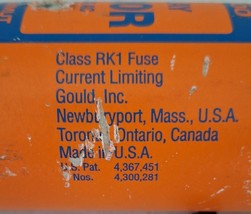 Class RK1 Fuse
Current Limiting
Gould, Inc.
Newburyport, Mass., U.S.A.
Toronto, Ontario, Canada
Made in U.S.A.
U.S. Pat. 4,367,451
Nos. 4,300,281